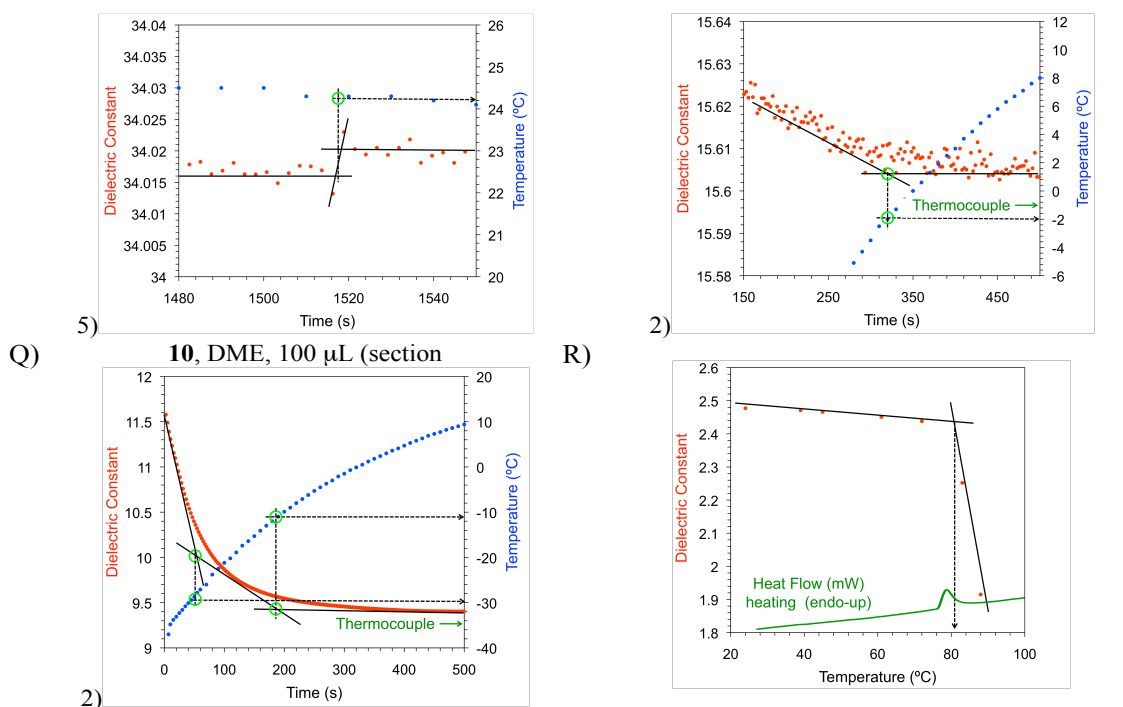 34.04
34.035
34.03
34.025
34.02
34.015
34.01
34.005
34
Dielectric Constant
26
25
24
23
22
21
20
Temperature (ºC)
1480 1500 1520 1540
Time (s)
5)
15.64
15.63
15.62
15.61
15.6
15.59
15.58
Dielectric Constant
12
10
8
6
4
2
0
-2
-4
-6
Temperature (ºC)
Thermocouple
150 250 350 450
Time (s)
2)
Q) 10, DME, 100 µL (section
R)
12
11.5
11
10.5
10
9.5
9
Dielectric Constant
20
10
0
-10
-20
-30
-40
Temperature (ºC)
Thermocouple
0 100 200 300 400 500
Time (s)
2)
2.6
2.5
2.4
2.3
2.2
2.1
2
1.9
1.8
Dielectric Constant
Heat Flow (mW)
heating (endo-up)
20 40 60 80 100
Temperature (ºC)